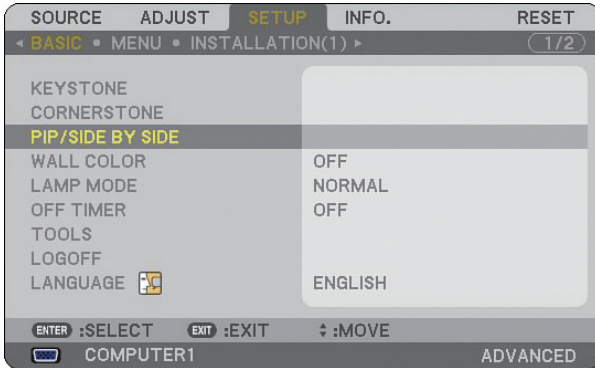 SOURCE ADJUST SETUP INFO. RESET
BASIC • MENU • INSTALLATION(1) 1/2
KEYSTONE
CORNERSTONE
PIP/SIDE BY SIDE
WALL COLOR OFF
LAMP MODE NORMAL
OFF TIMER OFF
TOOLS
LOGOFF
LANGUAGE ENGLISH
ENTER :SELECT EXIT :EXIT :MOVE
COMPUTER1 ADVANCED